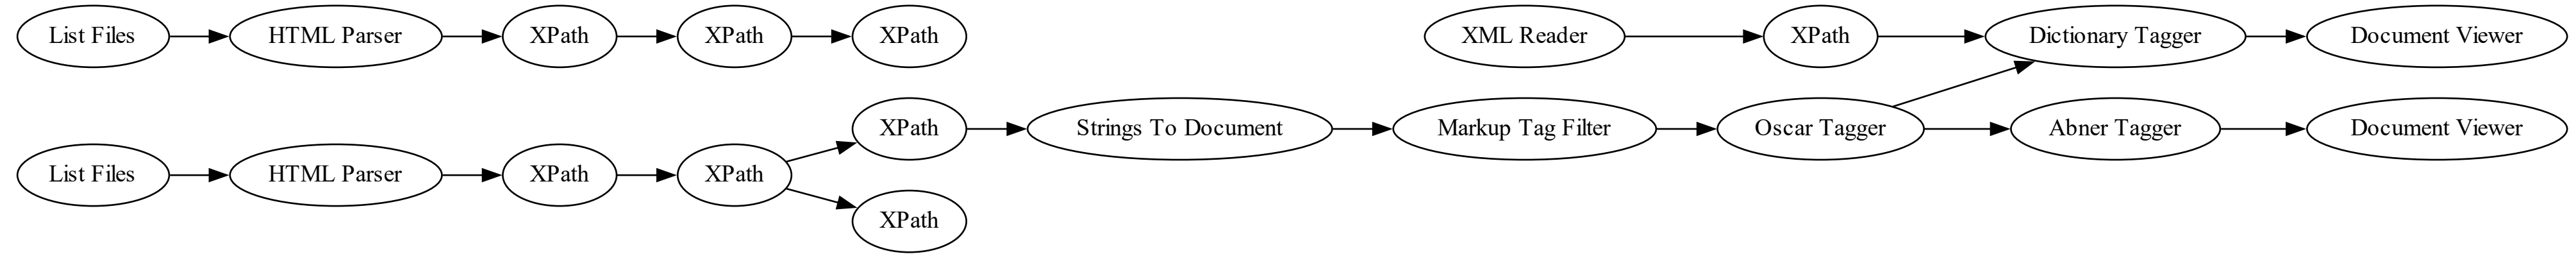 List Files
HTML Parser
XPath
XPath
XPath
XML Reader
XPath
Dictionary Tagger
Document Viewer
XPath
Strings To Document
Markup Tag Filter
Oscar Tagger
Abner Tagger
Document Viewer
List Files
HTML Parser
XPath
XPath
XPath